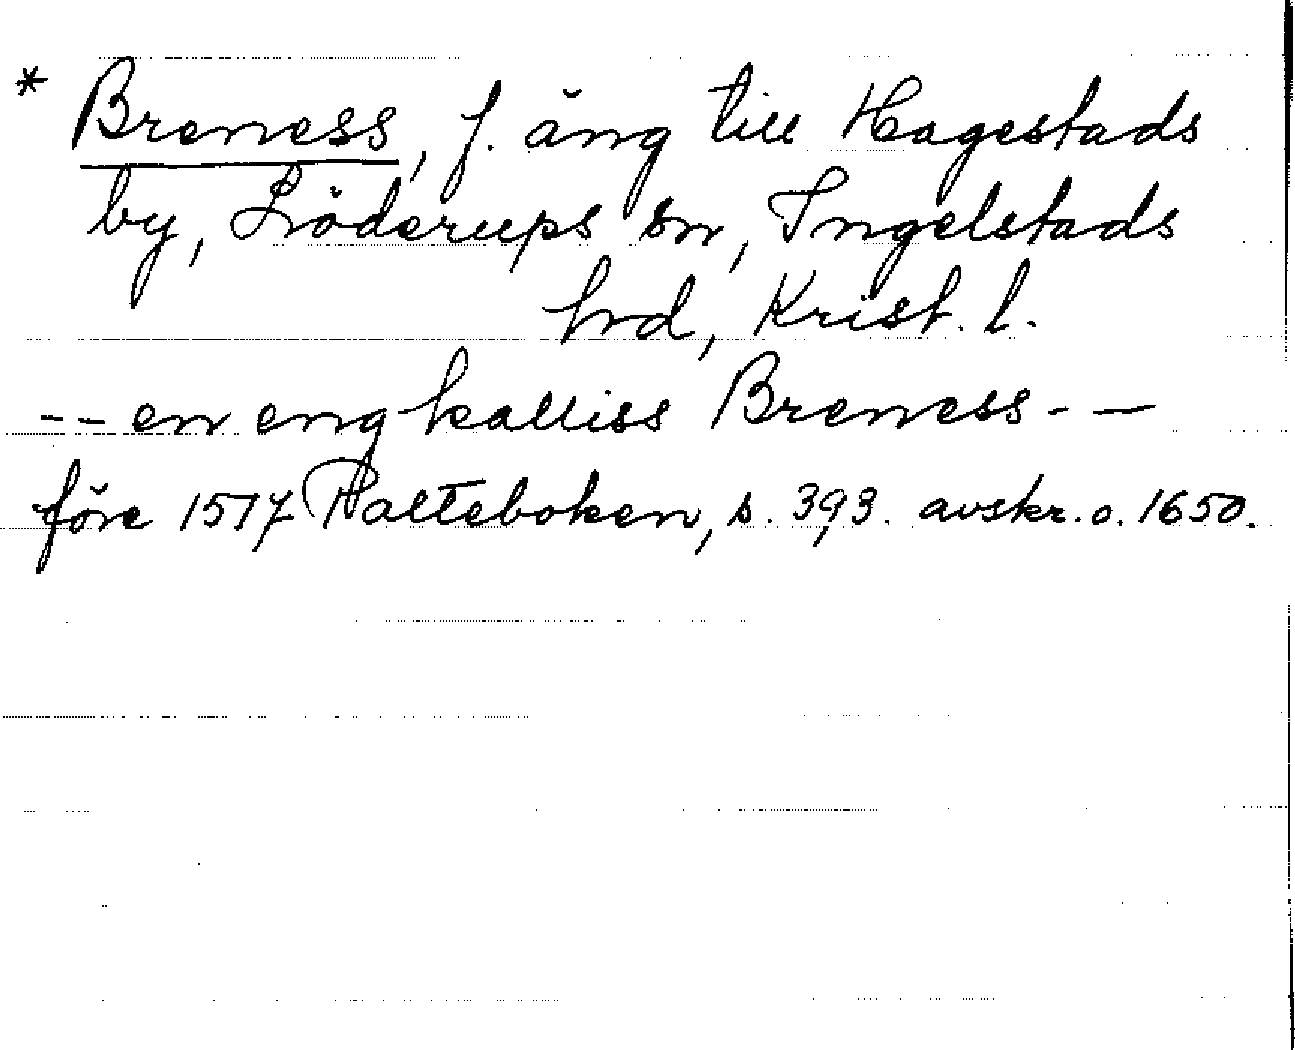 * Breness, f. äng till Hagestads
by, Löderups sn, Ingelstads
hrd, Krist. l.
-- en eng kalliss Breness - —
före 1517 Palteboken, s. 393. avskr. o. 1650.